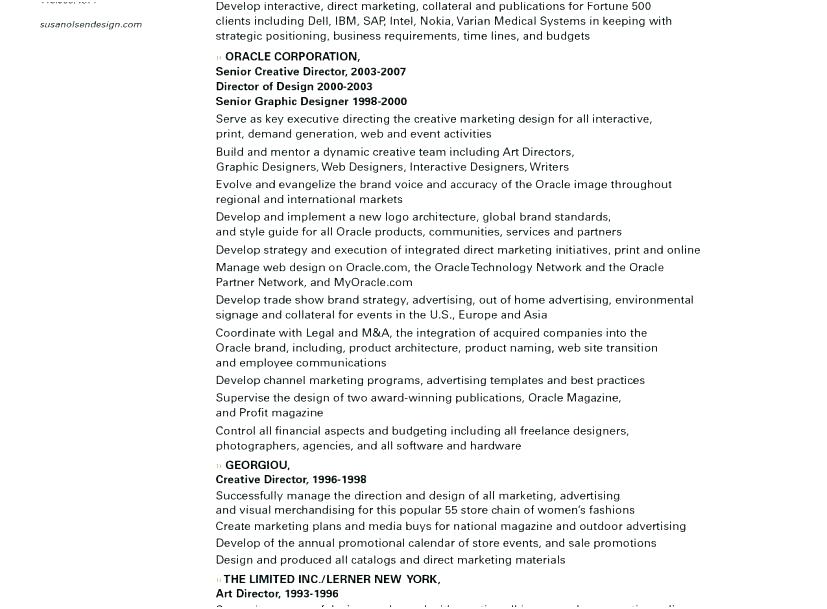 susanolsendesign.com
Develop interactive, direct marketing, collateral and publications for Fortune 500
clients including Dell, IBM, SAP, Intel, Nokia, Varian Medical Systems in keeping with
strategic positioning, business requirements, time lines, and budgets
ORACLE CORPORATION,
Senior Creative Director, 2003-2007
Director of Design 2000-2003
Senior Graphic Designer 1998-2000
Serve as key executive directing the creative marketing design for all interactive,
print, demand generation, web and event activities
Build and mentor a dynamic creative team including Art Directors,
Graphic Designers, Web Designers, Interactive Designers, Writers
Evolve and evangelize the brand voice and accuracy of the Oracle image throughout
regional and international markets
Develop and implement a new logo architecture, global brand standards,
and style guide for all Oracle products, communities, services and partners
Develop strategy and execution of integrated direct marketing initiatives, print and online
Manage web design on Oracle.com, the Oracle Technology Network and the Oracle
Partner Network, and MyOracle.com
Develop trade show brand strategy, advertising, out of home advertising, environmental
signage and collateral for events in the U.S., Europe and Asia
Coordinate with Legal and M&A, the integration of acquired companies into the
Oracle brand, including, product architecture, product naming, web site transition
and employee communications
Develop channel marketing programs, advertising templates and best practices
Supervise the design of two award-winning publications, Oracle Magazine,
and Profit magazine
Control all financial aspects and budgeting including all freelance designers,
photographers, agencies, and all software and hardware
GEORGIOU,
Creative Director, 1996-1998
Successfully manage the direction and design of all marketing, advertising
and visual merchandising for this popular 55 store chain of women's fashions
Create marketing plans and media buys for national magazine and outdoor advertising
Develop of the annual promotional calendar of store events, and sale promotions
Design and produced all catalogs and direct marketing materials
THE LIMITED INC./LERNER NEW YORK,
Art Director, 1993-1996